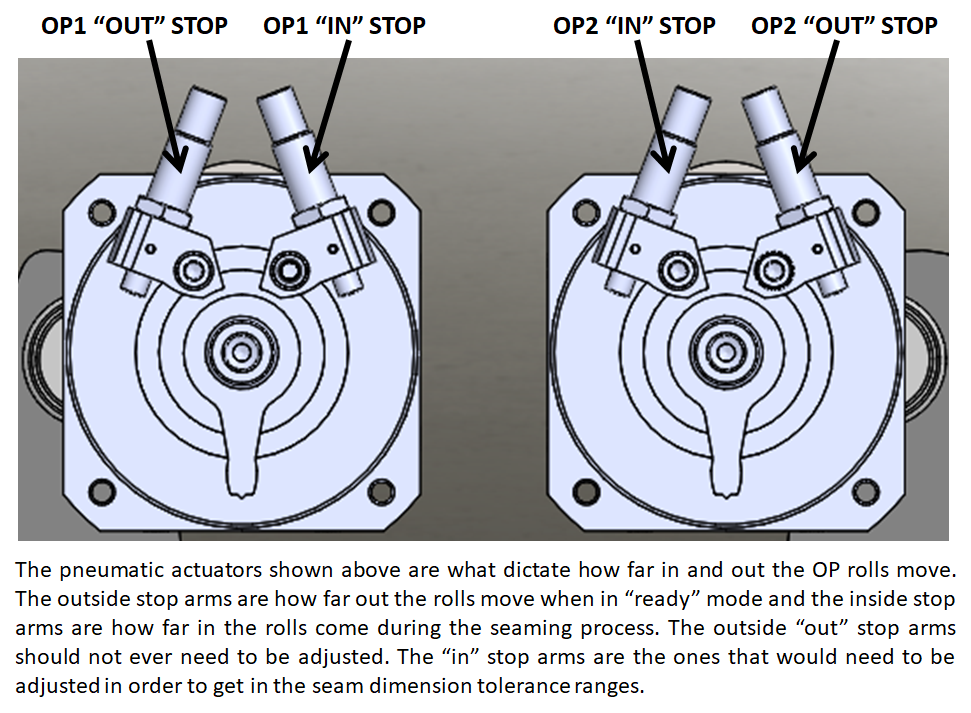 OP1 “OUT” STOP OP1 “IN” STOP OP2 “IN” STOP OP2 “OUT” STOP
The pneumatic actuators shown above are what dictate how far in and out the OP rolls move.
The outside stop arms are how far out the rolls move when in “ready” mode and the inside stop
arms are how far in the rolls come during the seaming process. The outside “out” stop arms
should not ever need to be adjusted. The “in” stop arms are the ones that would need to be
adjusted in order to get in the seam dimension tolerance ranges.